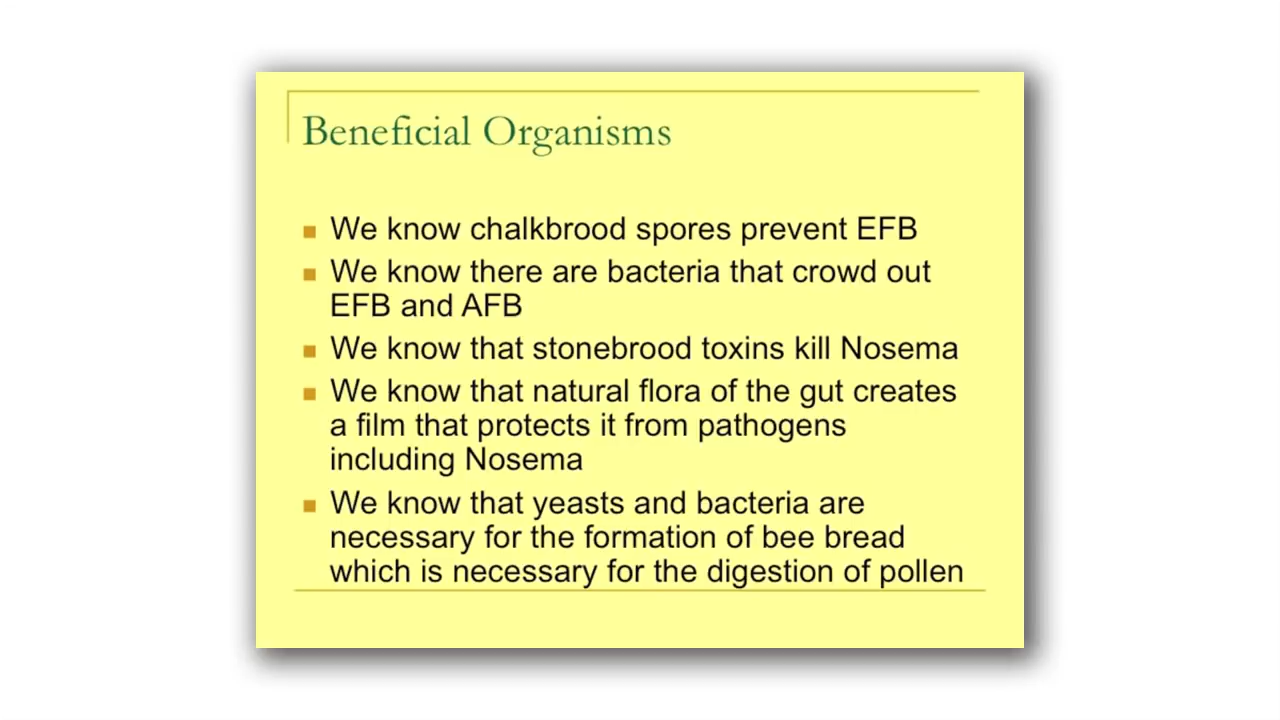 Beneficial Organisms
We know chalkbrood spores prevent EFB
We know there are bacteria that crowd out
EFB and AFB
We know that stonebrood toxins kill Nosema
We know that natural flora of the gut creates
a film that protects it from pathogens
including Nosema
We know that yeasts and bacteria are
necessary for the formation of bee bread
which is necessary for the digestion of pollen